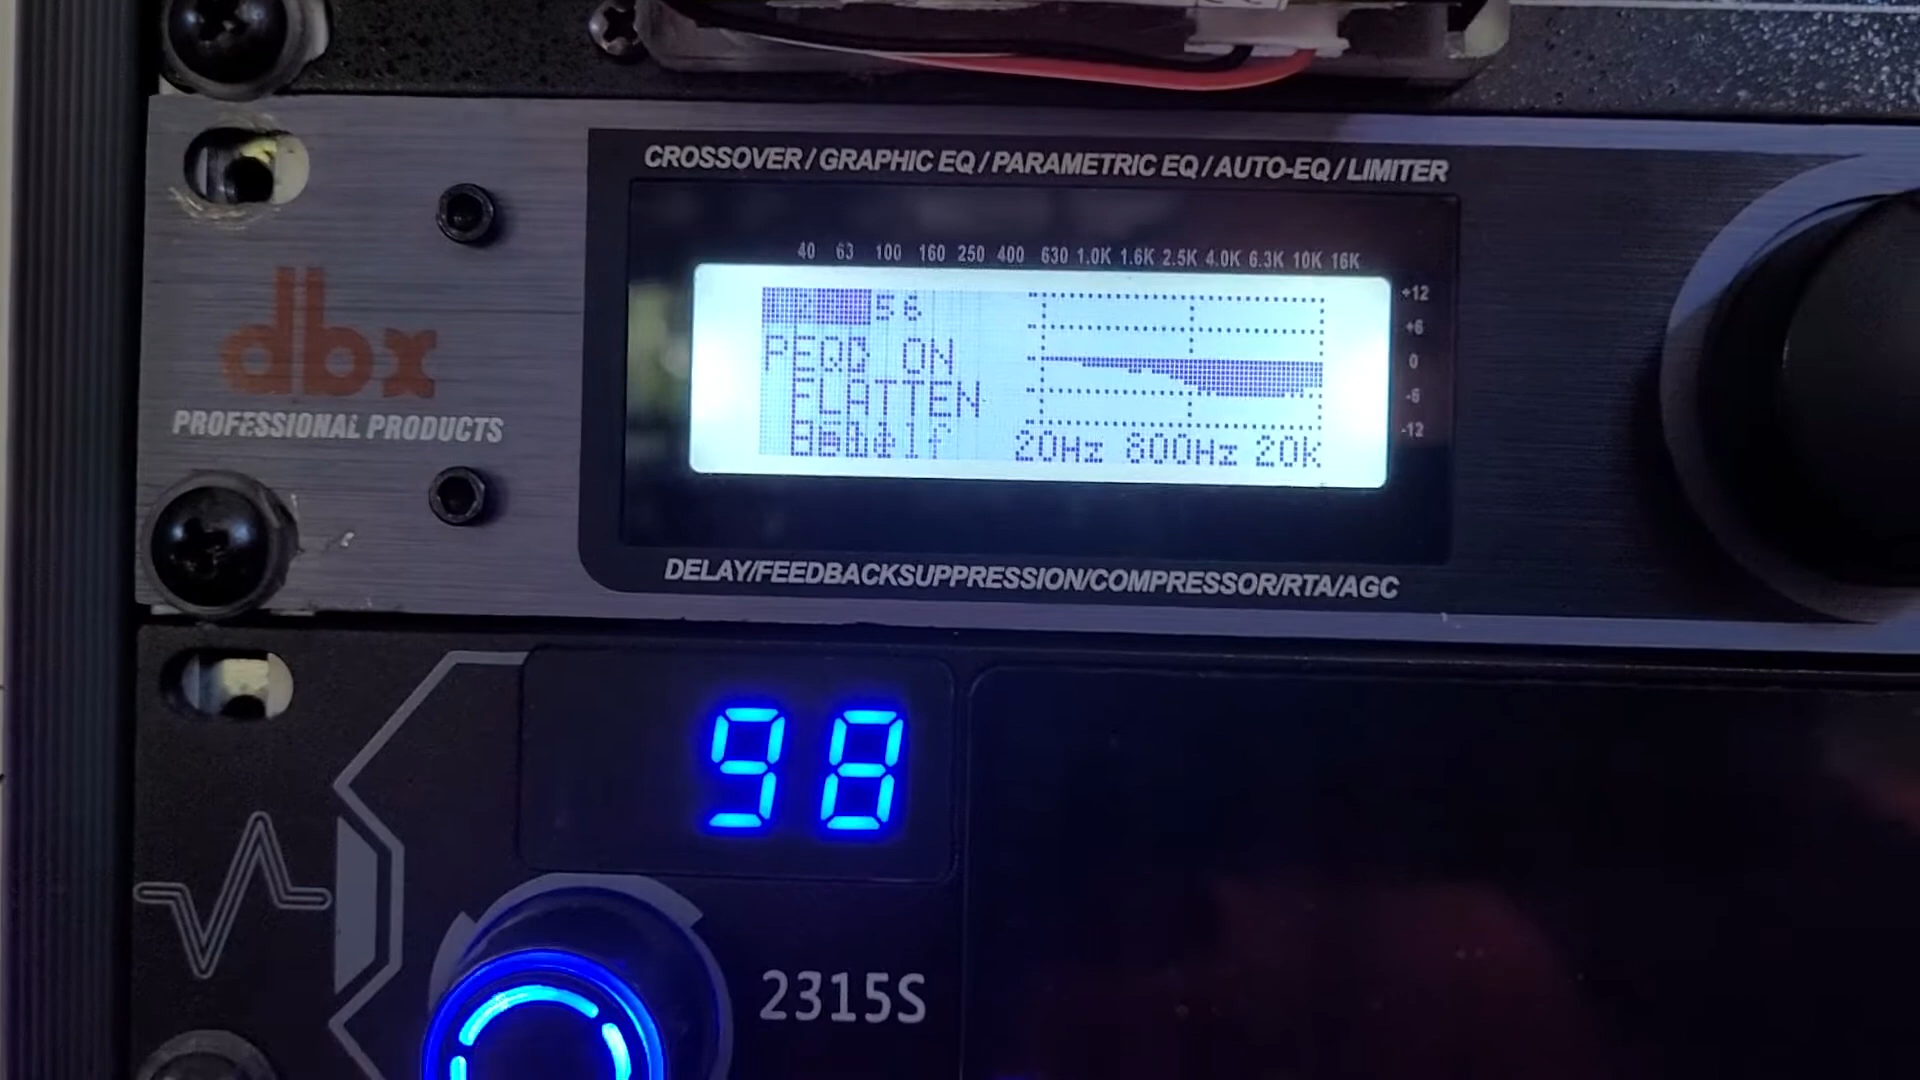 CROSSOVER / GRAPHIC EQ / PARAMETRIC EQ / AUTO-EQ / LIMITER
40 63 100 160 250 400 630 1.0K 1.6K 2.5K 4.0K 6.3K 10K 16K
56
ON
FLATTEN
20Hz 800Hz 20K
+12
+6
0
-6
-12
dbx
PROFESSIONAL PRODUCTS
DELAY/FEEDBACKSUPPRESSION/COMPRESSOR/RTA/AGC
98
2315S